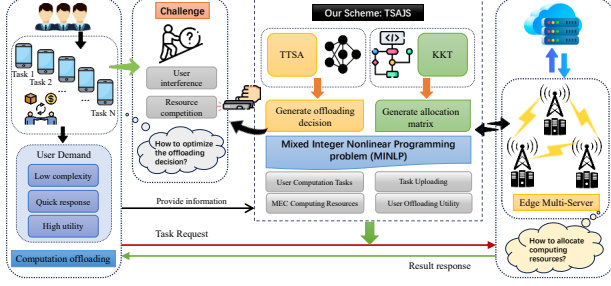 Task 1
Task 2
Task N
User Demand
Low complexity
Quick response
High utility
Computation offloading
Challenge
User
interference
Resource
competition
How to optimize
the offloading
decision?
Our Scheme: TSAJS
TTSA
KKT
Generate offloading
decision
Generate allocation
matrix
Mixed Integer Nonlinear Programming
problem (MINLP)
User Computation Tasks
Task Uploading
MEC Computing Resources
User Offloading Utility
Edge Multi-Server
How to allocate
computing
resources?
Provide information
Task Request
Result response